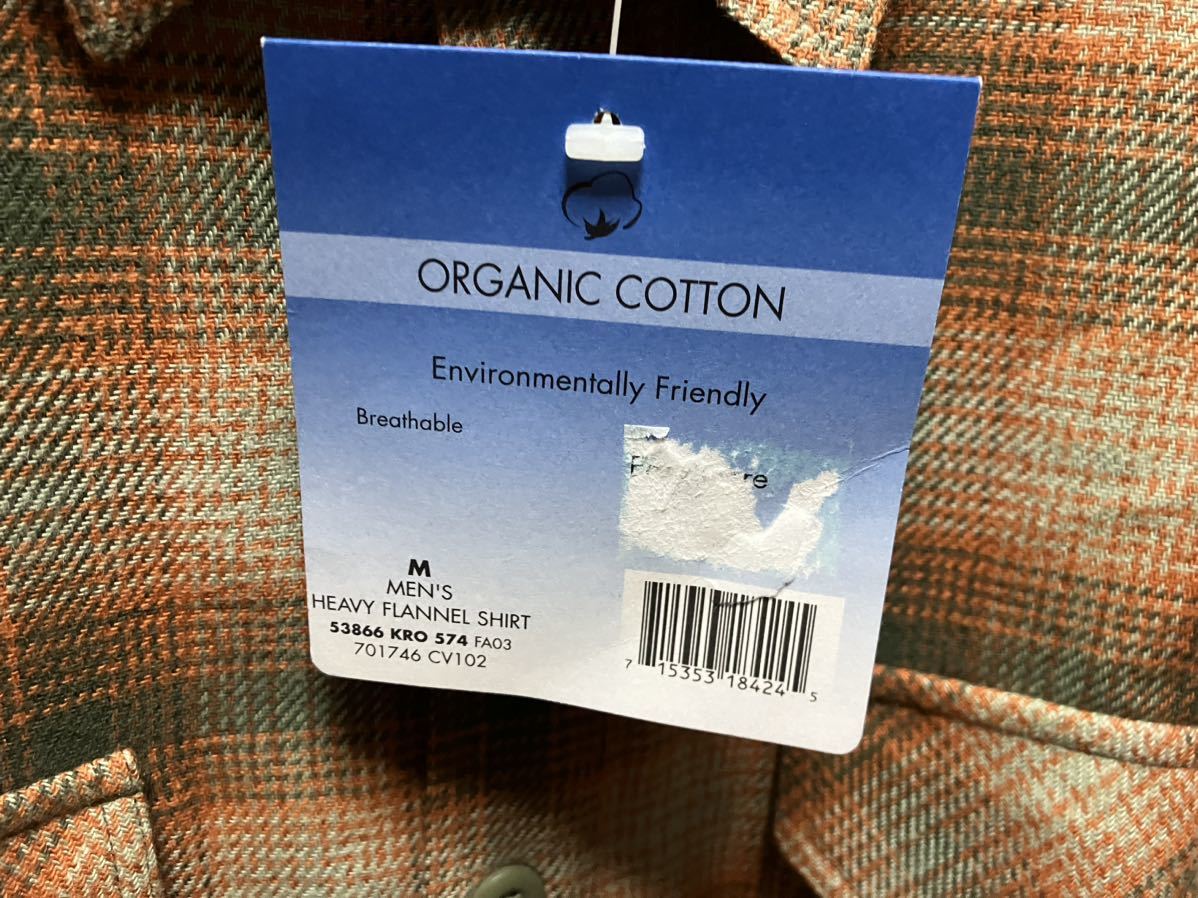 ORGANIC COTTON
Environmentally Friendly
Breathable
M
MEN'S
HEAVY FLANNEL SHIRT
53866 KRO 574 FA03
701746 CV102
7 15353 18424 5